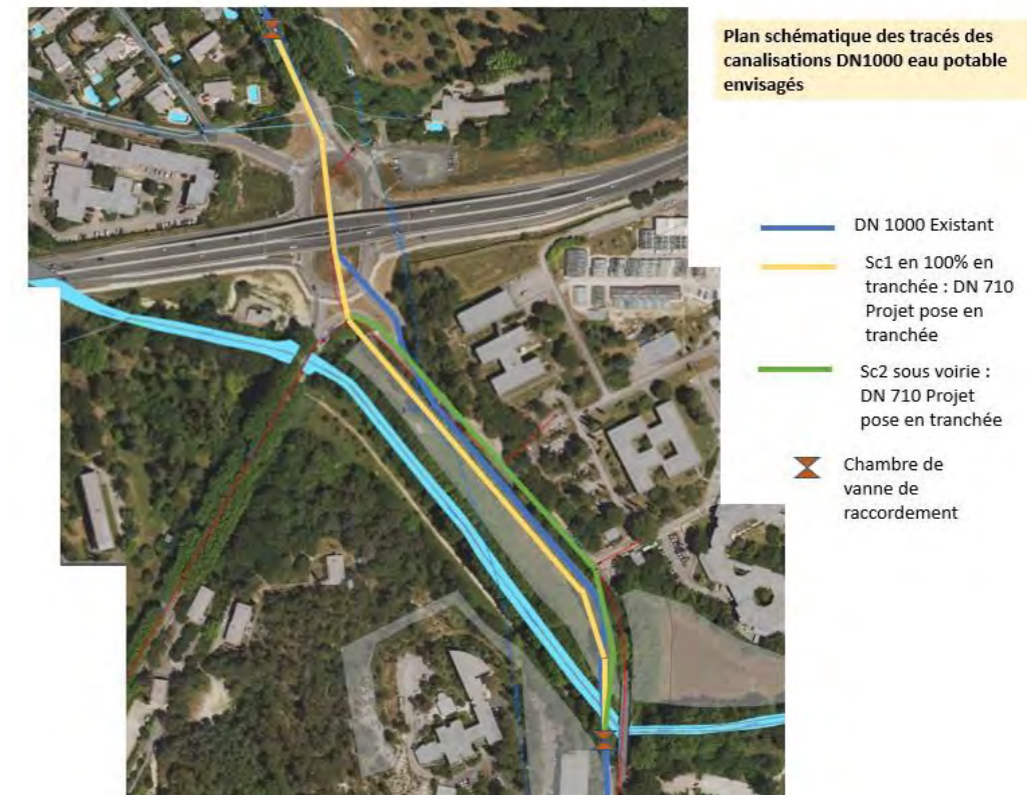 Plan schématique des tracés des
canalisations DN1000 eau potable
envisagés
DN 1000 Existant
Sc1 en 100% en
tranchée : DN 710
Projet pose en
tranchée
Sc2 sous voirie :
DN 710 Projet
pose en tranchée
Chambre de
vanne de
raccordement